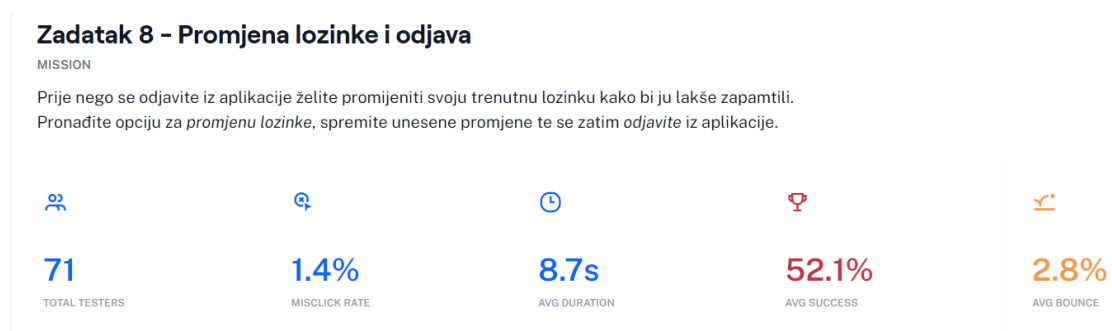 Zadatak 8 – Promjena lozinke i odjava
MISSION
Prije nego se odjavite iz aplikacije želite promijeniti svoju trenutnu lozinku kako bi ju lakše zapamtili.
Pronađite opciju za promjenu lozinke, spremite unesene promjene te se zatim odjavite iz aplikacije.
71
TOTAL TESTERS
1.4%
MISCLICK RATE
8.7s
AVG DURATION
52.1%
AVG SUCCESS
2.8%
AVG BOUNCE